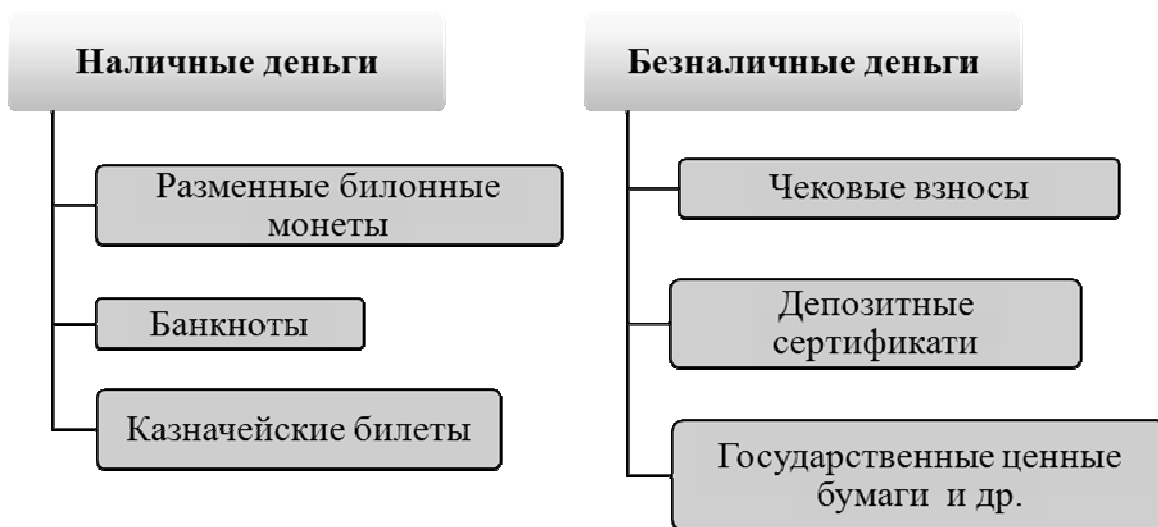 Наличные деньги
Разменные билонные
монеты
Банкноты
Казначейские билеты
Безналичные деньги
Чековые взносы
Депозитные
сертификати
Государственные ценные
бумаги и др.